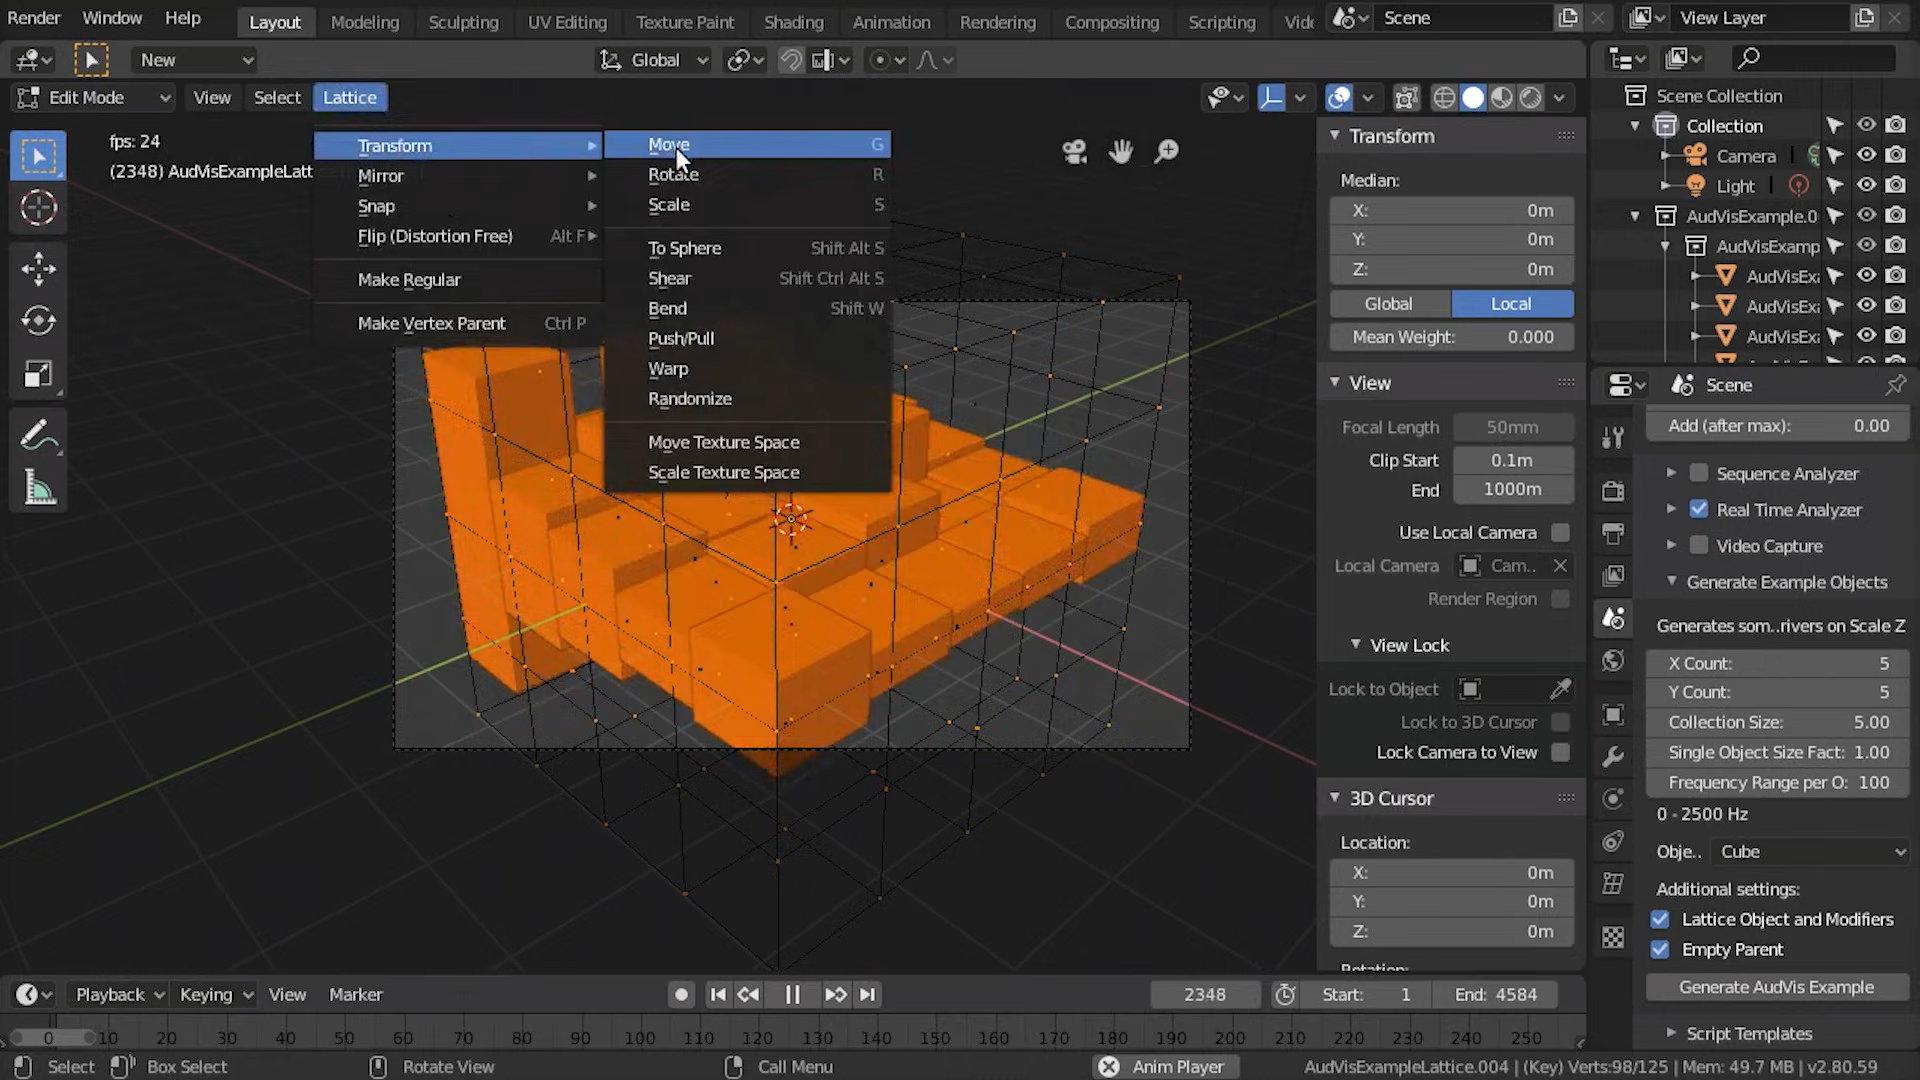 Render Window Help Layout Modeling Sculpting UV Editing Texture Paint Shading Animation Rendering Compositing Scripting Scene View Layer
New Global
Edit Mode View Select Lattice
fps: 24
(2348) AudVisExampleLatt
Transform
Mirror
Snap
Flip (Distortion Free) Alt F
Make Regular
Make Vertex Parent Ctrl P
Move G
Rotate R
Scale S
To Sphere Shift Alt S
Shear Shift Ctrl Alt S
Bend Shift W
Push/Pull
Warp
Randomize
Move Texture Space
Scale Texture Space
Transform
Median:
X: 0m
Y: 0m
Z: 0m
Global Local
Mean Weight: 0.000
View
Focal Length 50mm
Clip Start 0.1m
End 1000m
Use Local Camera
Local Camera Cam..
Render Region
View Lock
Lock to Object
Lock to 3D Cursor
Lock Camera to View
3D Cursor
Location:
X: 0m
Y: 0m
Z: 0m
Scene Collection
Collection
Camera
Light
AudVisExample.0
AudVisExamp
AudVisEx
AudVisEx
AudVisEx
Scene
Add (after max): 0.00
Sequence Analyzer
Real Time Analyzer
Video Capture
Generate Example Objects
Generates som..rivers on Scale Z
X Count: 5
Y Count: 5
Collection Size: 5.00
Single Object Size Fact: 1.00
Frequency Range per O: 100
0 - 2500 Hz
Obje.. Cube
Additional settings:
Lattice Object and Modifiers
Empty Parent
Generate AudVis Example
Script Templates
Playback Keying View Marker 2348 Start: 1 End: 4584
0 10 20 30 40 50 60 70 80 90 100 110 120 130 140 150 160 170 180 190 200 210 220 230 240 250
Select Box Select Rotate View Call Menu Anim Player AudVisExampleLattice.004 | (Key) Verts:98/125 | Mem: 49.7 MB | v2.80.59